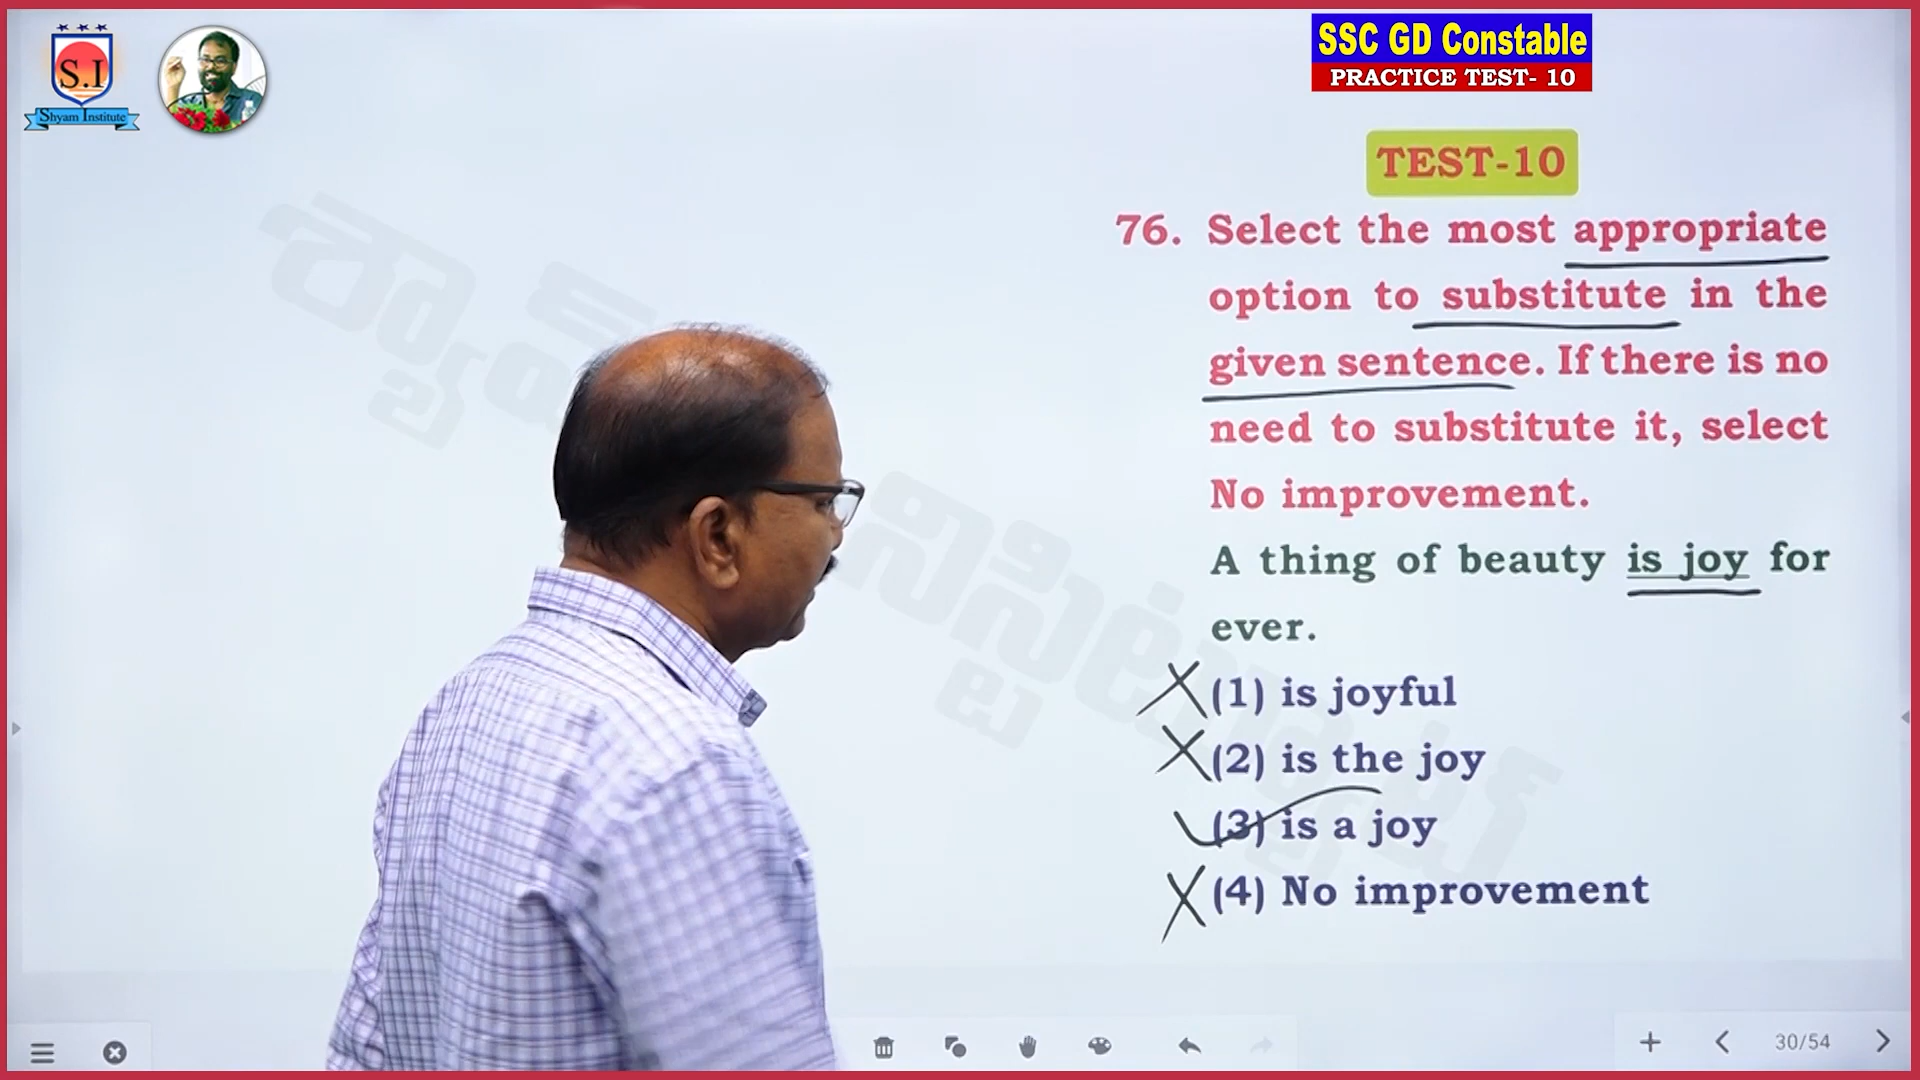 S.I
Shyam Institute
SSC GD Constable
PRACTICE TEST- 10
TEST-10
76. Select the most appropriate
option to substitute in the
given sentence. If there is no
need to substitute it, select
No improvement.
A thing of beauty is joy for
ever.
(1) is joyful
(2) is the joy
(3) is a joy
(4) No improvement
30/54